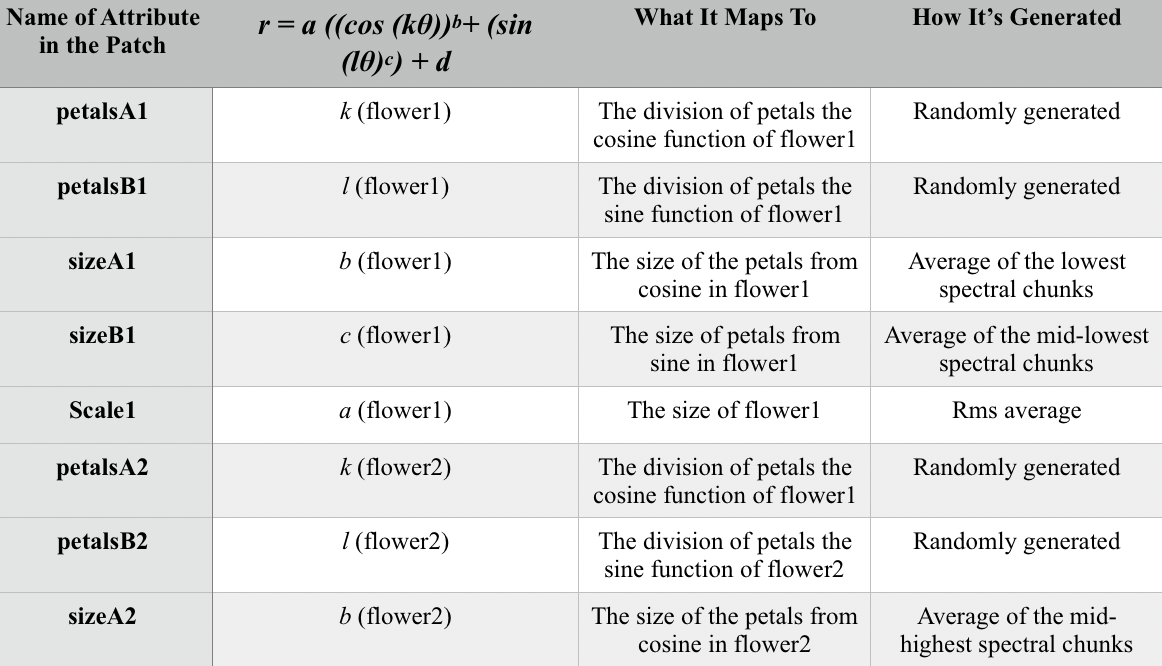 Name of Attribute in the Patch | r = a ((cos (kθ))ᵇ+ (sin (lθ)ᶜ) + d | What It Maps To | How It’s Generated
petalsA1 | k (flower1) | The division of petals the cosine function of flower1 | Randomly generated
petalsB1 | l (flower1) | The division of petals the sine function of flower1 | Randomly generated
sizeA1 | b (flower1) | The size of the petals from cosine in flower1 | Average of the lowest spectral chunks
sizeB1 | c (flower1) | The size of petals from sine in flower1 | Average of the mid-lowest spectral chunks
Scale1 | a (flower1) | The size of flower1 | Rms average
petalsA2 | k (flower2) | The division of petals the cosine function of flower1 | Randomly generated
petalsB2 | l (flower2) | The division of petals the sine function of flower2 | Randomly generated
sizeA2 | b (flower2) | The size of the petals from cosine in flower2 | Average of the mid-highest spectral chunks